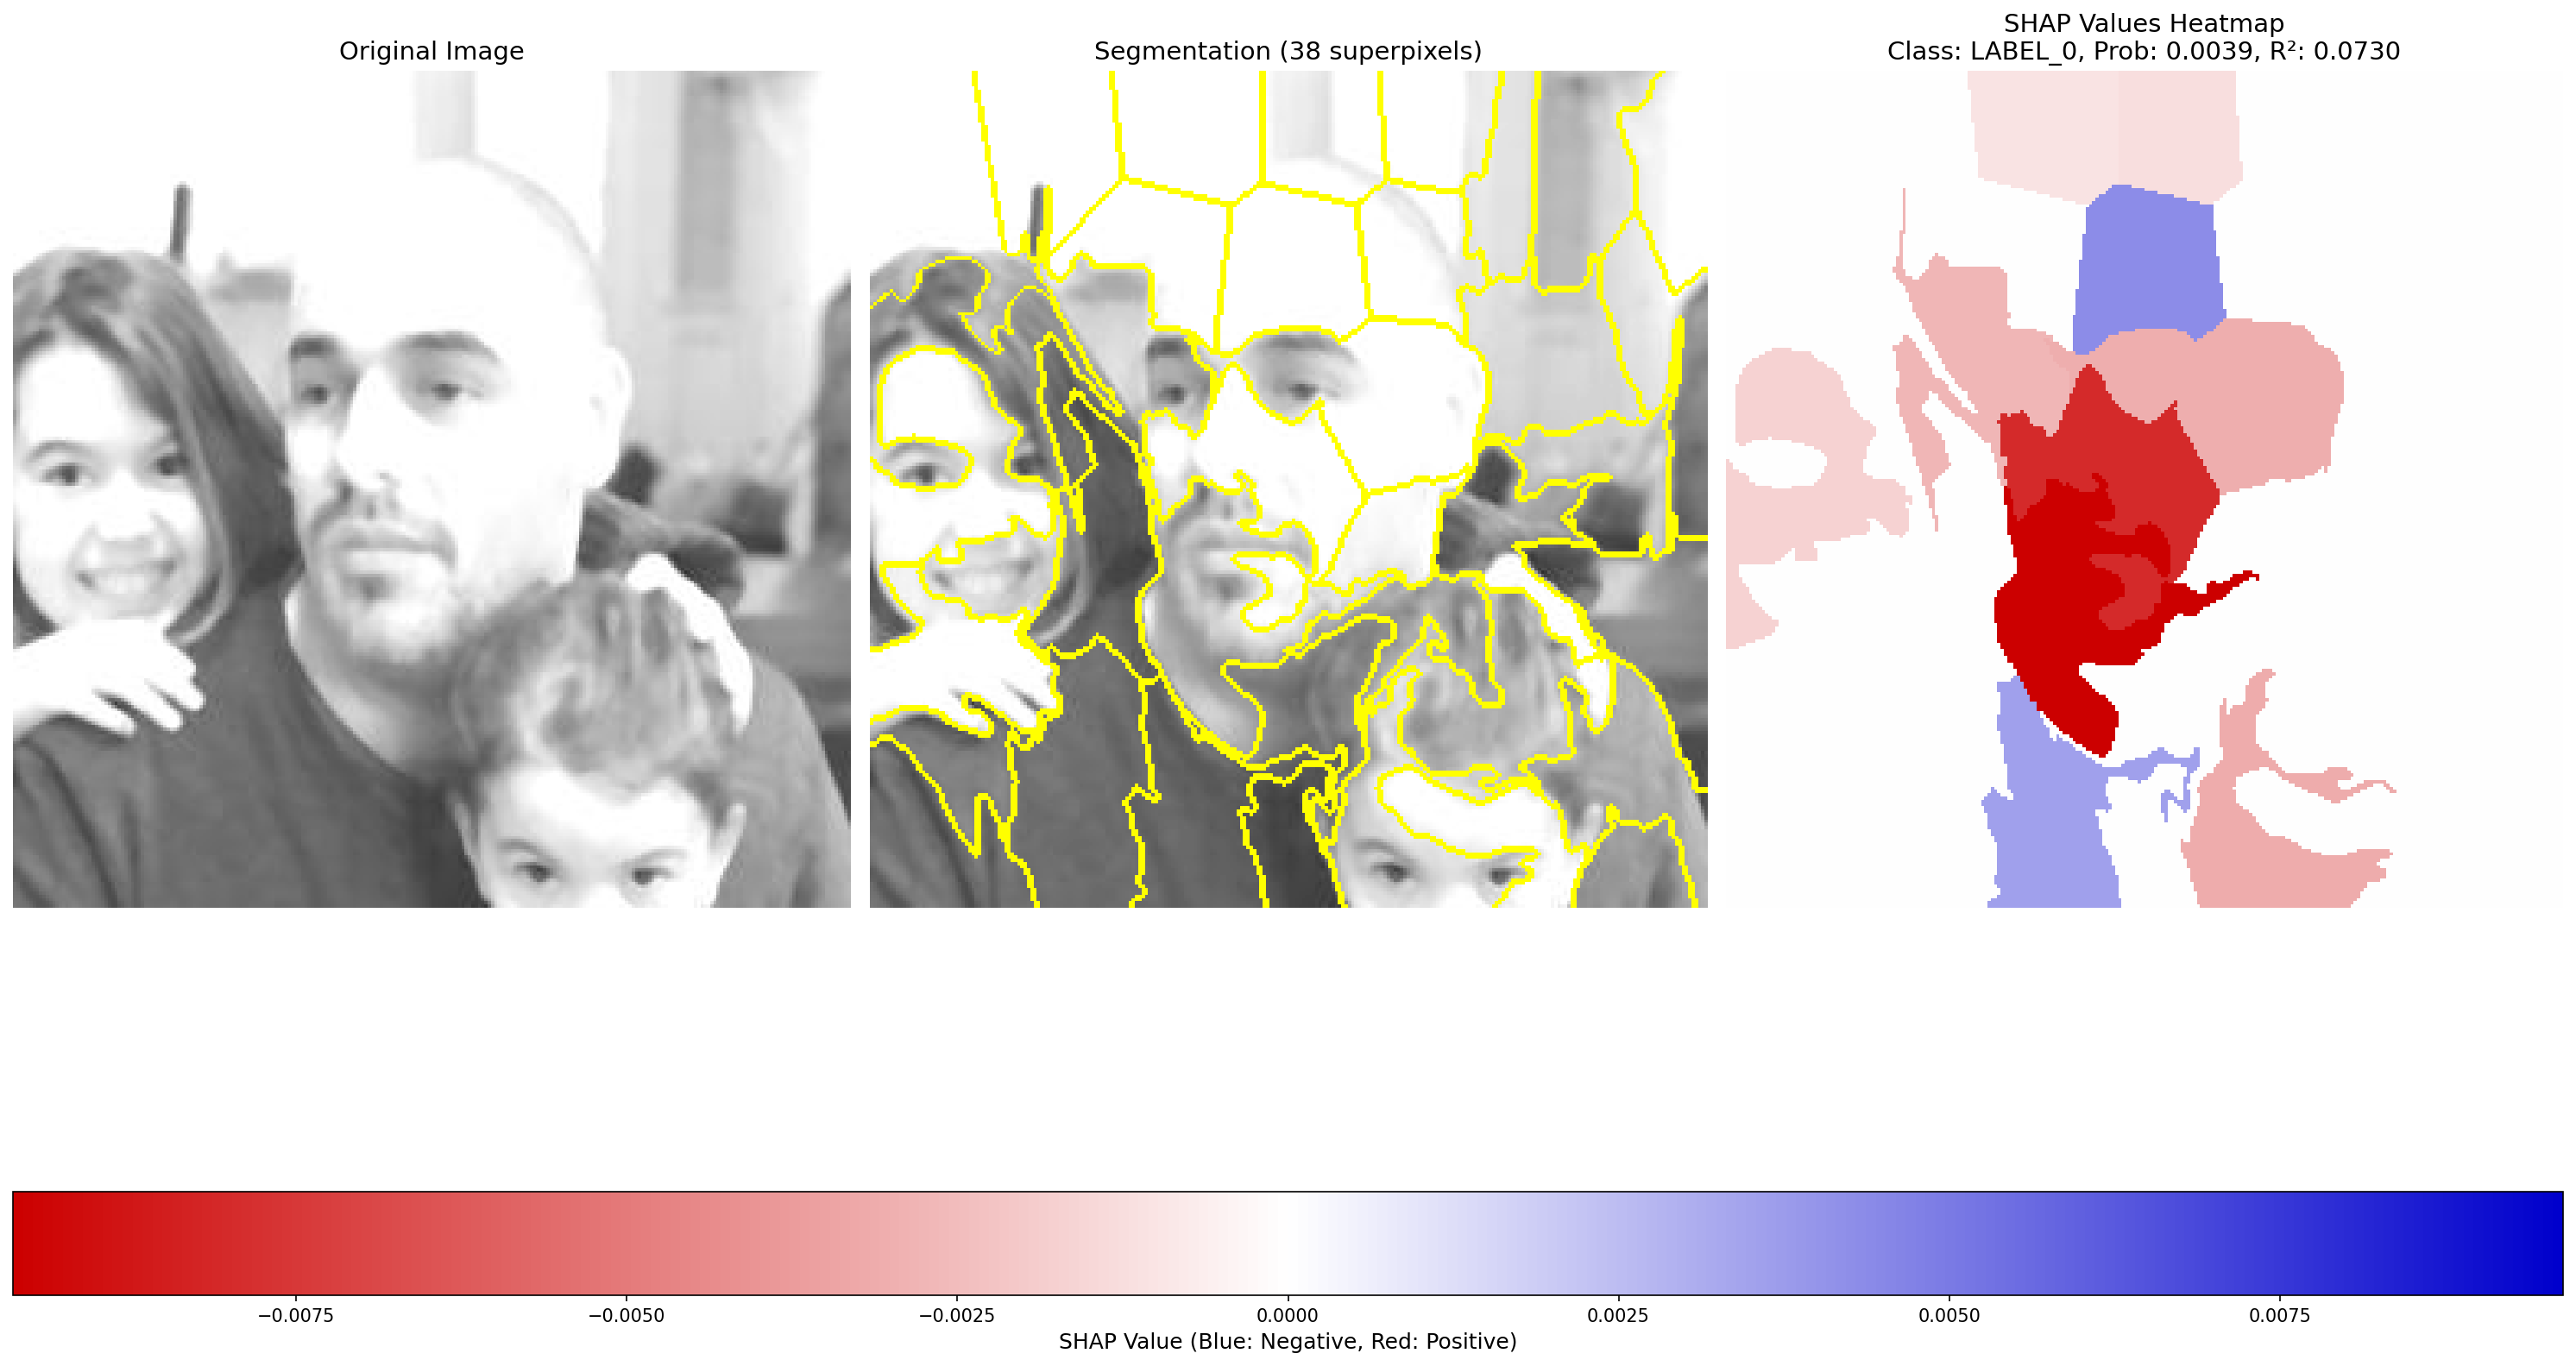 Original Image
Segmentation (38 superpixels)
SHAP Values Heatmap
Class: LABEL_0, Prob: 0.0039, R²: 0.0730
−0.0075
−0.0050
−0.0025
0.0000
0.0025
0.0050
0.0075
SHAP Value (Blue: Negative, Red: Positive)